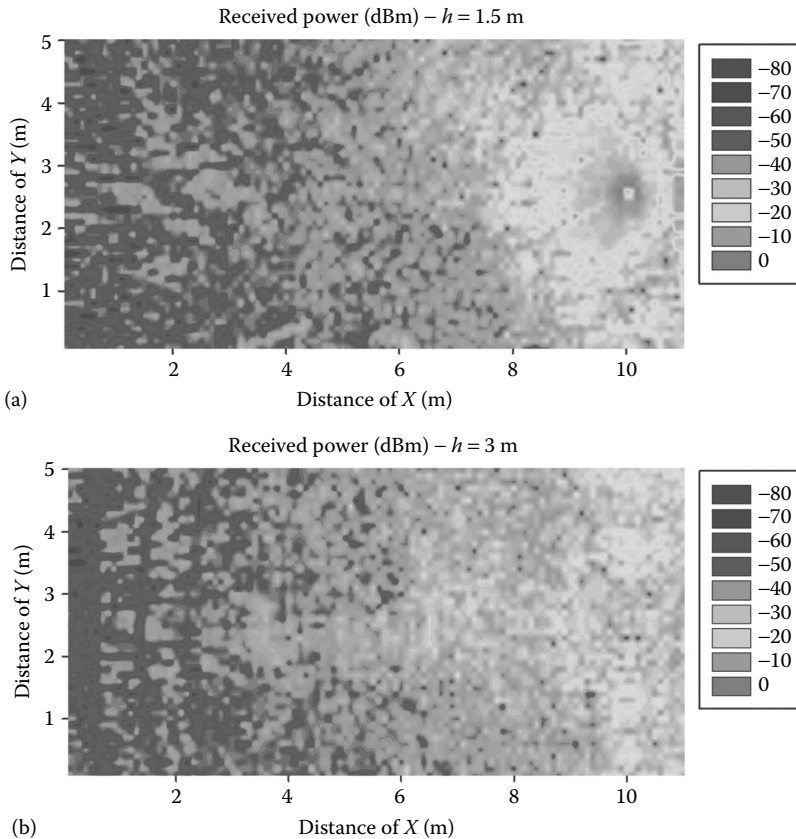 Received power (dBm) – h = 1.5 m
5
4
3
2
1
Distance of Y (m)
2 4 6 8 10
Distance of X (m)
–80
–70
–60
–50
–40
–30
–20
–10
0
(a)
Received power (dBm) – h = 3 m
5
4
3
2
1
Distance of Y (m)
2 4 6 8 10
Distance of X (m)
–80
–70
–60
–50
–40
–30
–20
–10
0
(b)